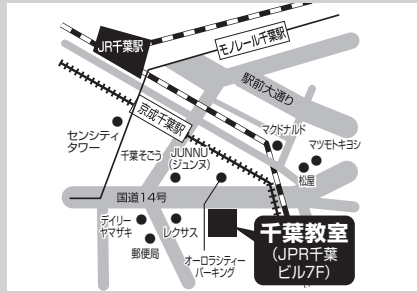 JR千葉駅
モノレール千葉駅
駅前大通り
京成千葉駅
センシティ
タワー
千葉そごう
JUNNU
(ジュンヌ)
マクドナルド
マツモトキヨシ
松屋
国道14号
デイリー
ヤマザキ
郵便局
レクサス
オーロラシティー
パーキング
千葉教室
(JPR千葉
ビル7F)